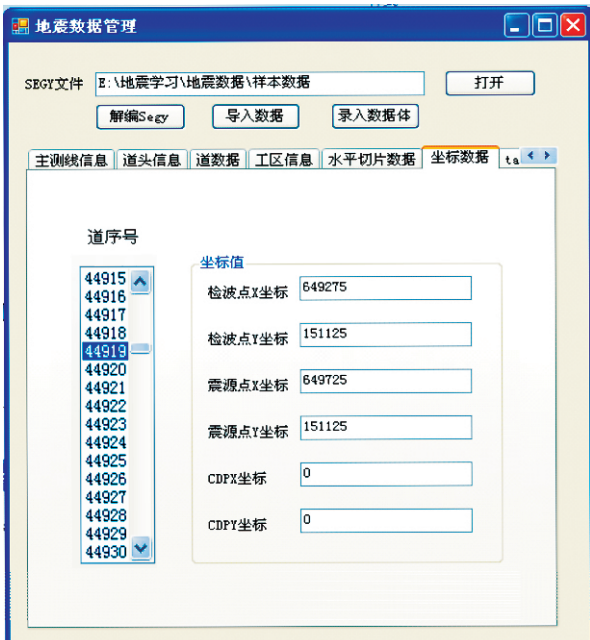 地震数据管理
SEGY文件 E:\地震学习\地震数据\样本数据 打开
解编Segy 导入数据 录入数据体
主测线信息 道头信息 道数据 工区信息 水平切片数据 坐标数据 ta
道序号
坐标值
44915
44916
44917
44918
44919
44920
44921
44922
44923
44924
44925
44926
44927
44928
44929
44930
检波点X坐标 649275
检波点Y坐标 151125
震源点X坐标 649725
震源点Y坐标 151125
CDPX坐标 0
CDPY坐标 0